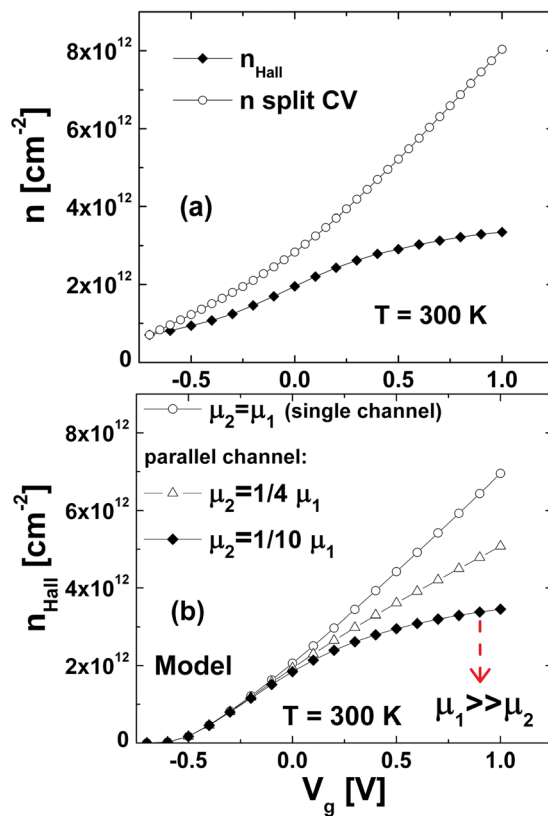 8x10¹²
6x10¹²
4x10¹²
2x10¹²
0
n [cm⁻²]
n_Hall
n split CV
(a)
T = 300 K
-0.5 0.0 0.5 1.0
8x10¹²
6x10¹²
4x10¹²
2x10¹²
0
n_Hall [cm⁻²]
μ₂=μ₁ (single channel)
parallel channel:
μ₂=1/4 μ₁
μ₂=1/10 μ₁
(b)
Model
T = 300 K
μ₁>>μ₂
-0.5 0.0 0.5 1.0
V_g [V]